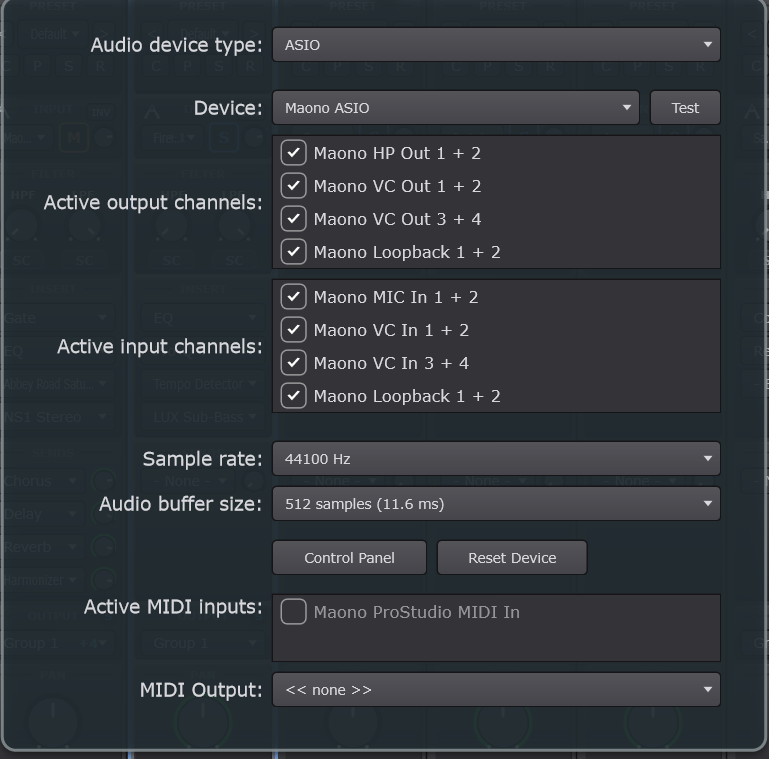 Audio device type: ASIO
Device: Maono ASIO Test
Active output channels:
Maono HP Out 1 + 2
Maono VC Out 1 + 2
Maono VC Out 3 + 4
Maono Loopback 1 + 2
Active input channels:
Maono MIC In 1 + 2
Maono VC In 1 + 2
Maono VC In 3 + 4
Maono Loopback 1 + 2
Sample rate: 44100 Hz
Audio buffer size: 512 samples (11.6 ms)
Control Panel Reset Device
Active MIDI inputs: Maono ProStudio MIDI In
MIDI Output: << none >>